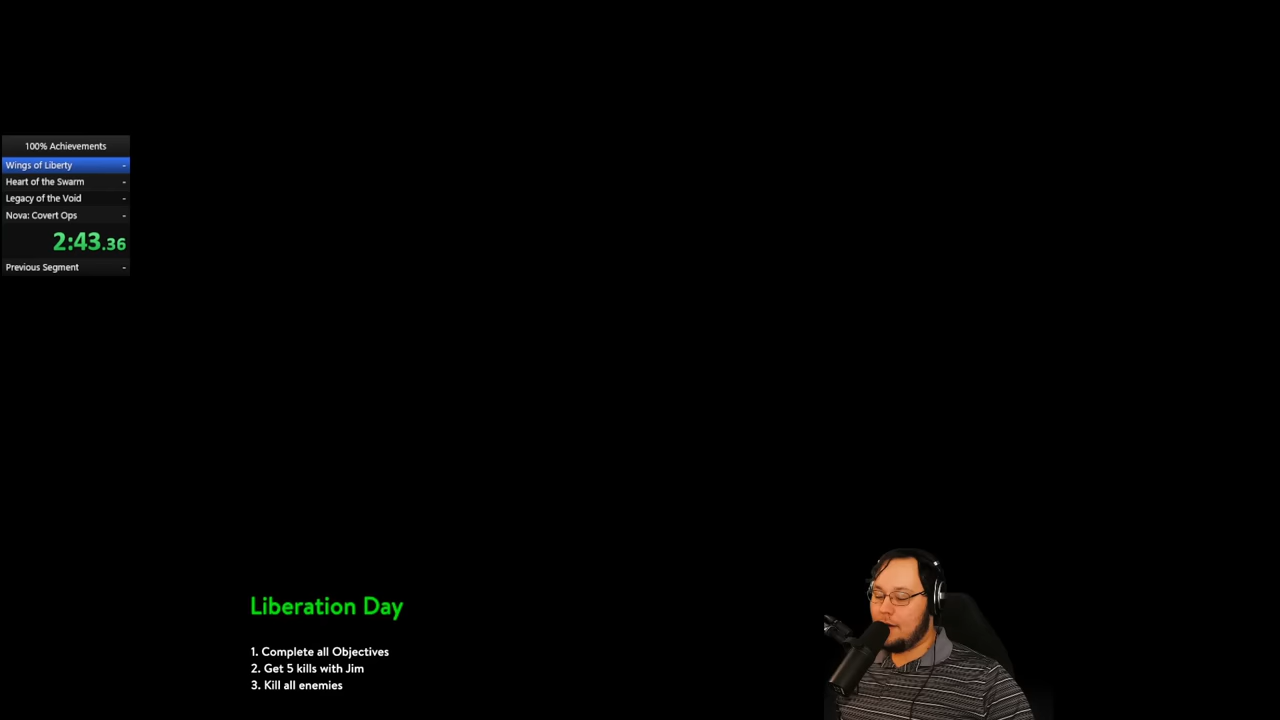 100% Achievements
Wings of Liberty -
Heart of the Swarm -
Legacy of the Void -
Nova: Covert Ops -
2:43.36
Previous Segment -
Liberation Day
1. Complete all Objectives
2. Get 5 kills with Jim
3. Kill all enemies